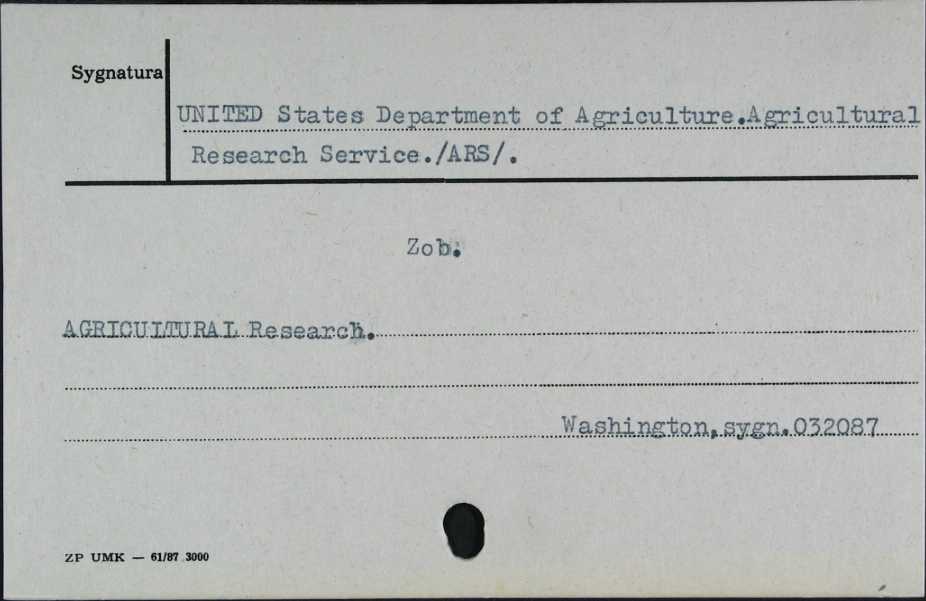 Sygnatura
UNITED States Department of Agriculture.Agricultural
Research Service./ARS/.
Zob.
AGRICULTURAL Research.
Washington,sygn.032087
ZP UMK — 61/87 3000